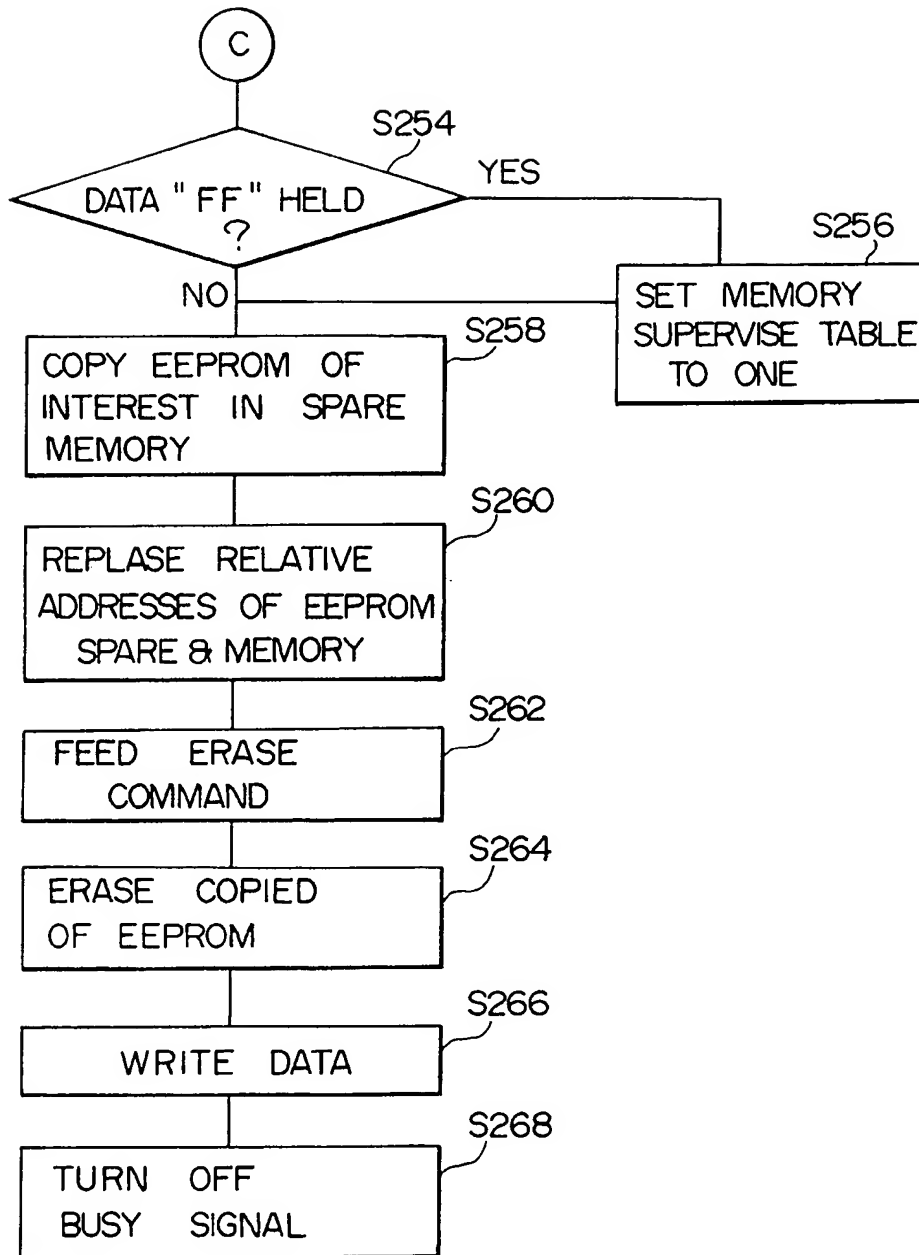 C
S254
DATA "FF" HELD
?
YES
NO
S256
SET MEMORY
SUPERVISE TABLE
TO ONE
S258
COPY EEPROM OF
INTEREST IN SPARE
MEMORY
S260
REPLASE RELATIVE
ADDRESSES OF EEPROM
SPARE & MEMORY
S262
FEED ERASE
COMMAND
S264
ERASE COPIED
OF EEPROM
S266
WRITE DATA
S268
TURN OFF
BUSY SIGNAL